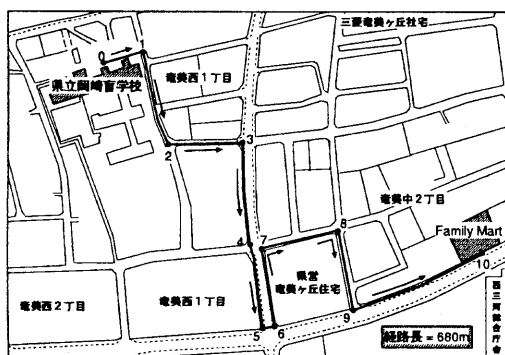 三菱竜美ヶ丘社宅
0
1
県立岡崎盲学校
竜美西1丁目
2
3
竜美中2丁目
4
7
8
Family Mart
県営
竜美ヶ丘住宅
10
竜美西2丁目
竜美西1丁目
5
6
9
西三河総合庁舎
経路長 = 680m